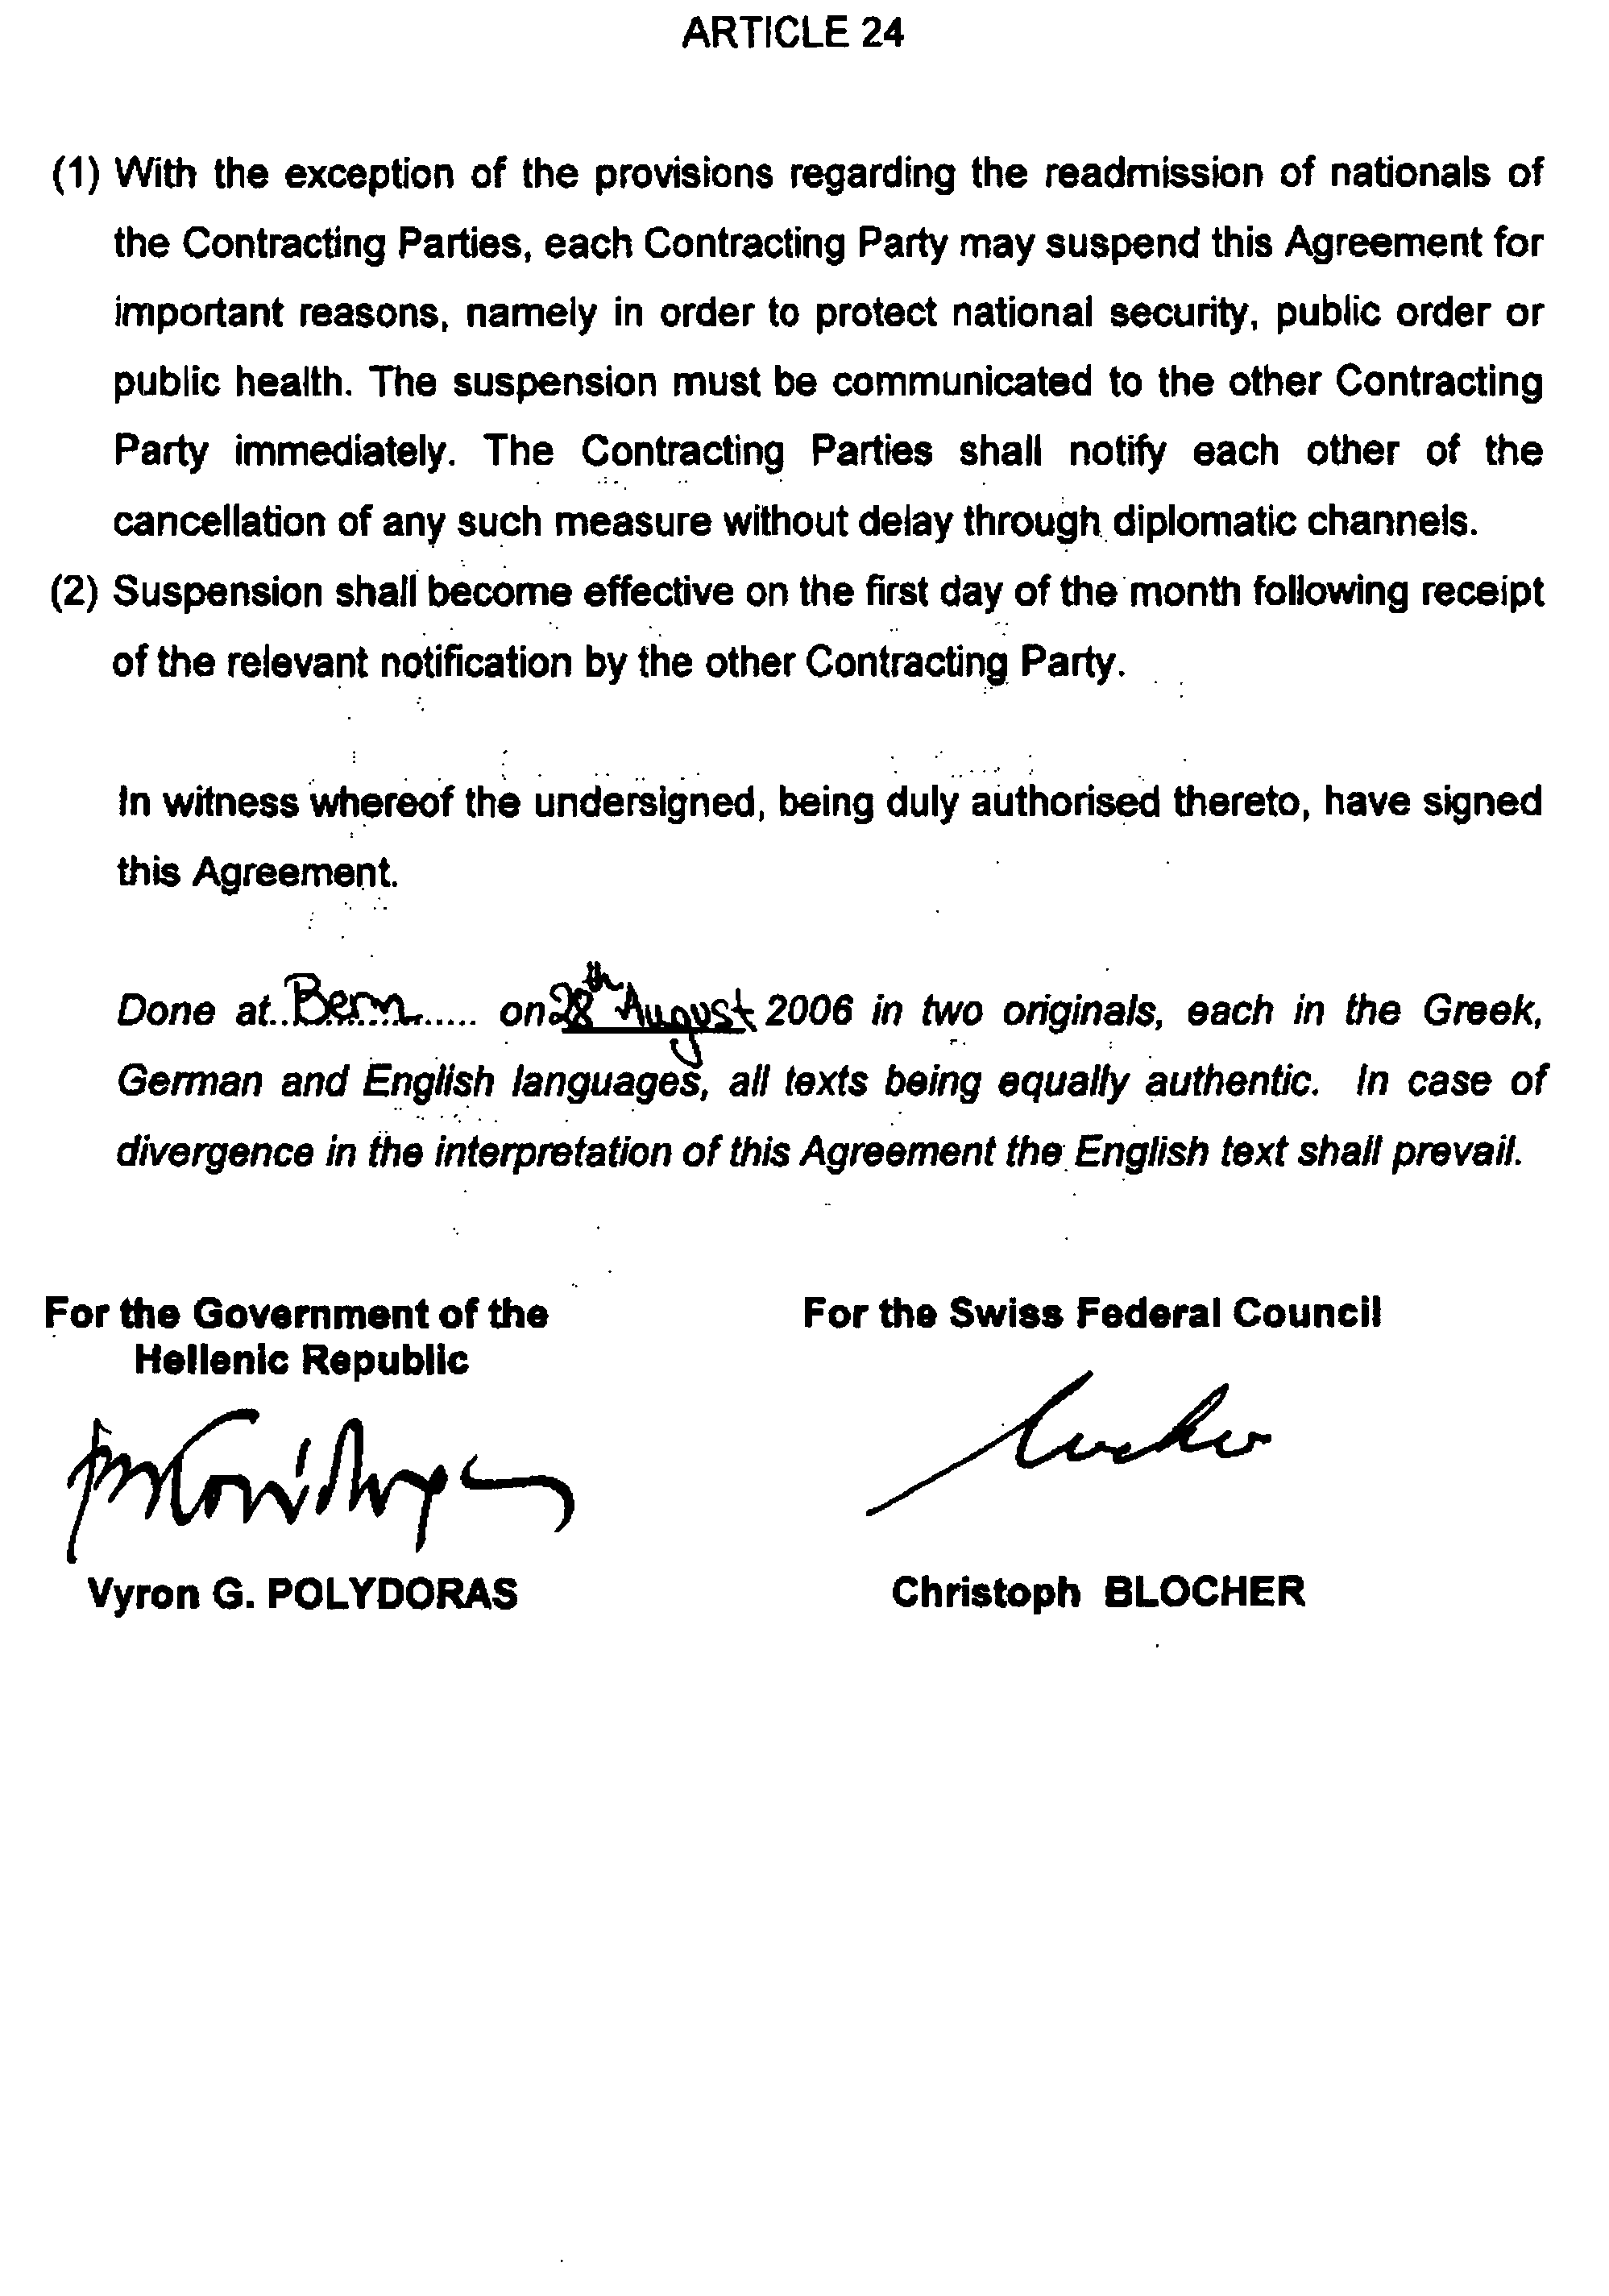 ARTICLE 24
(1) With the exception of the provisions regarding the readmission of nationals of
the Contracting Parties, each Contracting Party may suspend this Agreement for
important reasons, namely in order to protect national security, public order or
public health. The suspension must be communicated to the other Contracting
Party immediately. The Contracting Parties shall notify each other of the
cancellation of any such measure without delay through diplomatic channels.
(2) Suspension shall become effective on the first day of the month following receipt
of the relevant notification by the other Contracting Party.
In witness whereof the undersigned, being duly authorised thereto, have signed
this Agreement.
Done at..Bern...... on 28th August 2006 in two originals, each in the Greek,
German and English languages, all texts being equally authentic. In case of
divergence in the interpretation of this Agreement the English text shall prevail.
For the Government of the
Hellenic Republic
For the Swiss Federal Council
Vyron G. POLYDORAS
Christoph BLOCHER